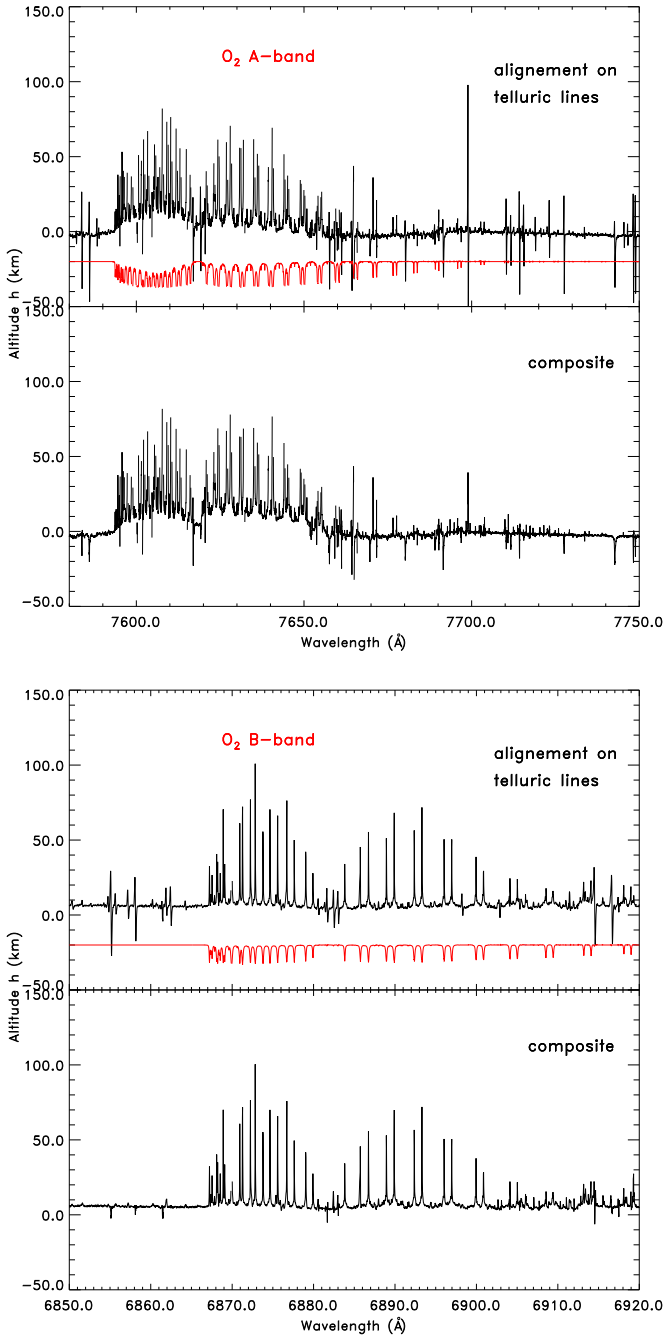 150.0
O2 A-band
alignement on
telluric lines
100.0
50.0
0.0
-50.0
Altitude h (km)
150.0
composite
100.0
50.0
0.0
-50.0
7600.0 7650.0 7700.0 7750.0
Wavelength (Å)
150.0
O2 B-band
alignement on
telluric lines
100.0
50.0
0.0
-50.0
Altitude h (km)
150.0
composite
100.0
50.0
0.0
-50.0
6850.0 6860.0 6870.0 6880.0 6890.0 6900.0 6910.0 6920.0
Wavelength (Å)